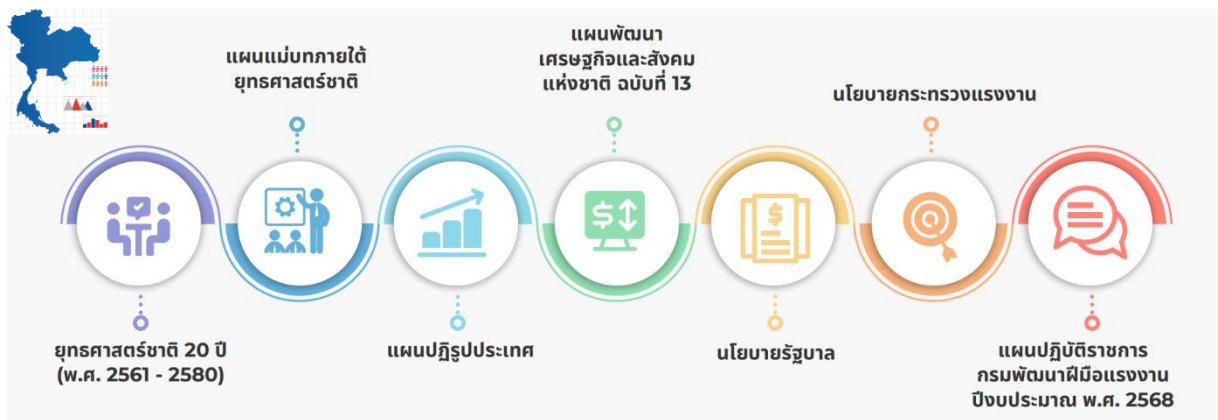 ยุทธศาสตร์ชาติ 20 ปี
(พ.ศ. 2561 - 2580)
แผนแม่บทภายใต้
ยุทธศาสตร์ชาติ
แผนปฏิรูปประเทศ
แผนพัฒนา
เศรษฐกิจและสังคม
แห่งชาติ ฉบับที่ 13
นโยบายรัฐบาล
นโยบายกระทรวงแรงงาน
แผนปฏิบัติราชการ
กรมพัฒนาฝีมือแรงงาน
ปีงบประมาณ พ.ศ. 2568